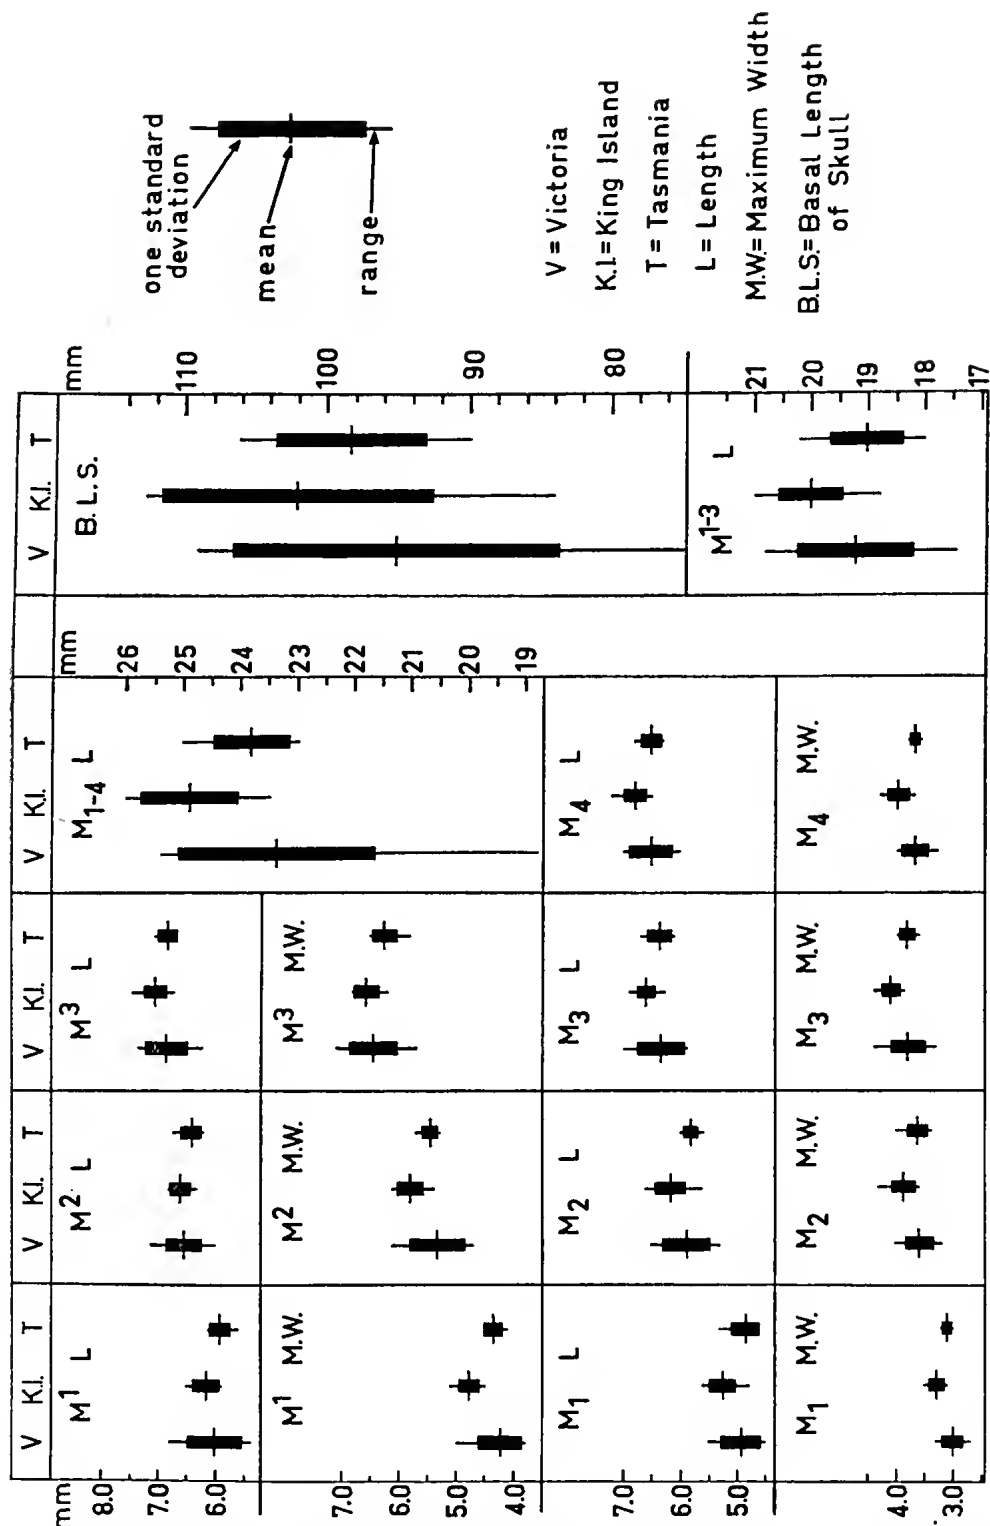 V K.I. T
V K.I. T
V K.I. T
V K.I. T
V K.I. T
mm
8.0
7.0
6.0
M¹ L
M² L
M³ L
M₁₋₄ L
mm
26
25
24
23
22
21
20
19
B.L.S.
mm
110
100
90
80
7.0
6.0
5.0
4.0
M¹ M.W.
M² M.W.
M³ M.W.
7.0
6.0
5.0
M₁ L
M₂ L
M₃ L
M₄ L
M¹⁻³ L
21
20
19
18
17
4.0
3.0
M₁ M.W.
M₂ M.W.
M₃ M.W.
M₄ M.W.
one standard
deviation
mean
range
V = Victoria
K.I.= King Island
T = Tasmania
L = Length
M.W.= Maximum Width
B.L.S.= Basal Length
of Skull